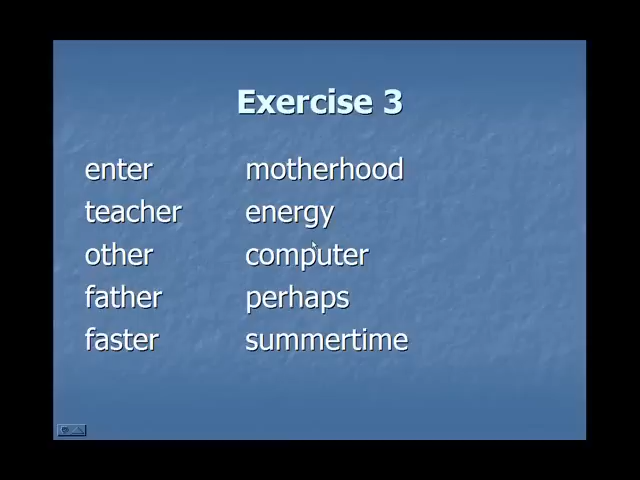 Exercise 3
enter motherhood
teacher energy
other computer
father perhaps
faster summertime